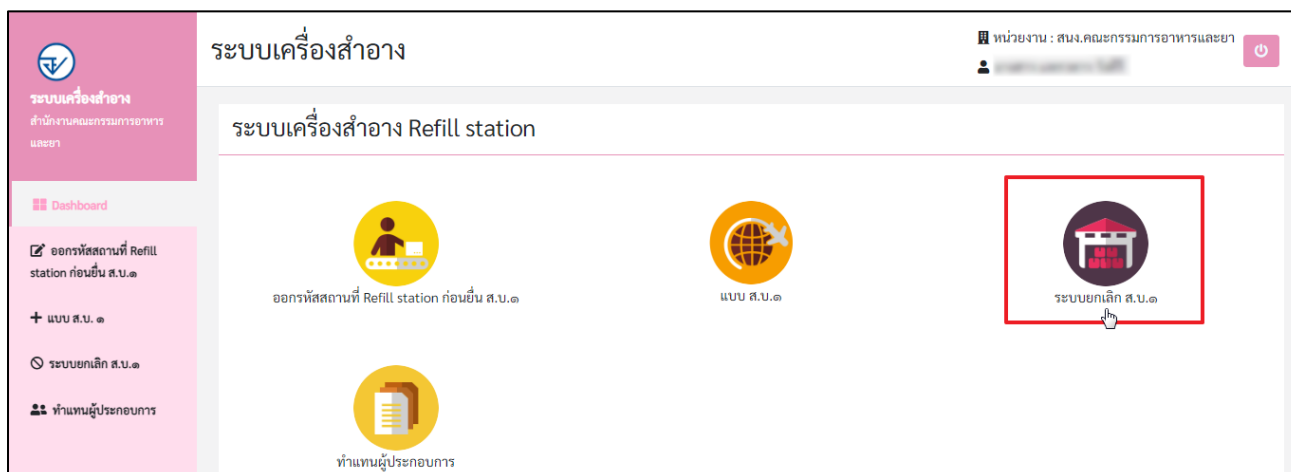 ระบบเครื่องสำอาง
สำนักงานคณะกรรมการอาหาร
และยา
ระบบเครื่องสำอาง
หน่วยงาน : สนง.คณะกรรมการอาหารและยา
Dashboard
ออกรหัสสถานที่ Refill
station ก่อนยื่น ส.บ.๑
แบบ ส.บ. ๑
ระบบยกเลิก ส.บ.๑
ทำแทนผู้ประกอบการ
ระบบเครื่องสำอาง Refill station
ออกรหัสสถานที่ Refill station ก่อนยื่น ส.บ.๑
แบบ ส.บ.๑
ระบบยกเลิก ส.บ.๑
ทำแทนผู้ประกอบการ